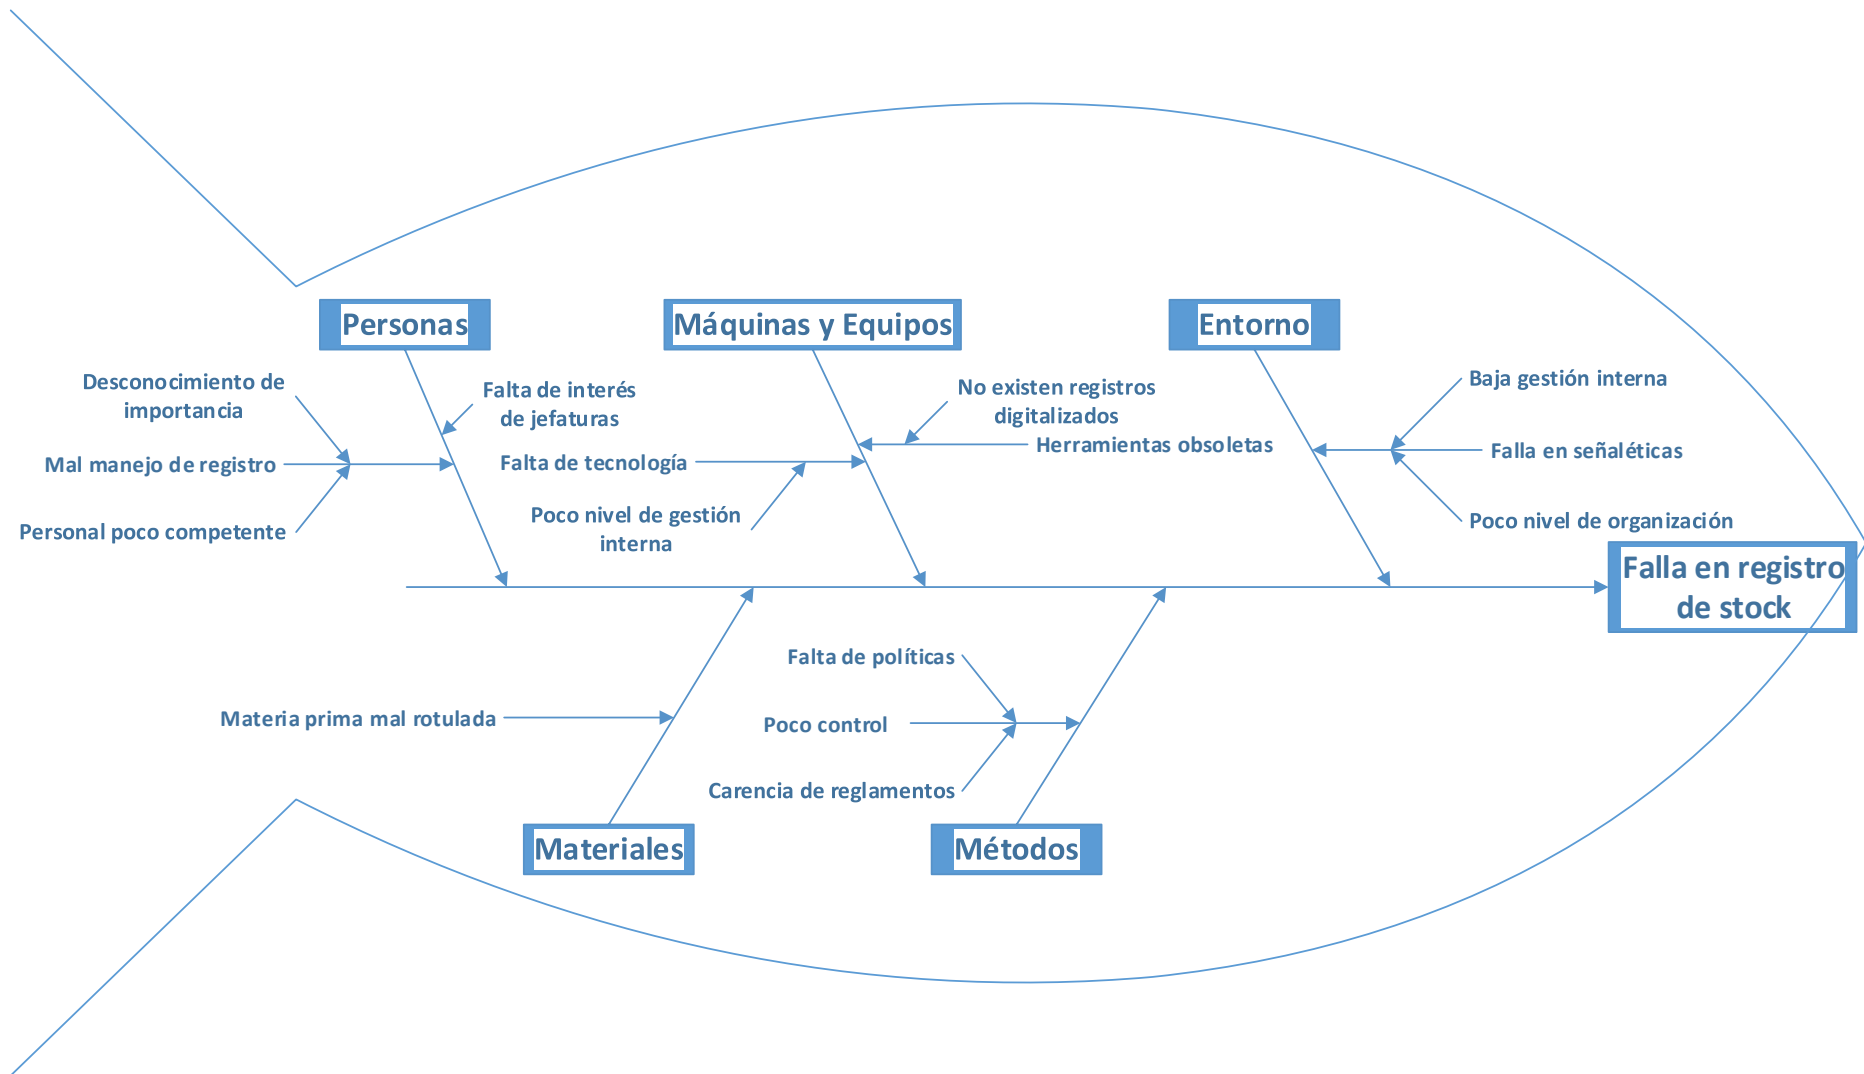 Personas
Máquinas y Equipos
Entorno
Desconocimiento de
importancia
Mal manejo de registro
Personal poco competente
Falta de interés
de jefaturas
No existen registros
digitalizados
Herramientas obsoletas
Falta de tecnología
Poco nivel de gestión
interna
Baja gestión interna
Falla en señaléticas
Poco nivel de organización
Falla en registro
de stock
Materia prima mal rotulada
Falta de políticas
Poco control
Carencia de reglamentos
Materiales
Métodos